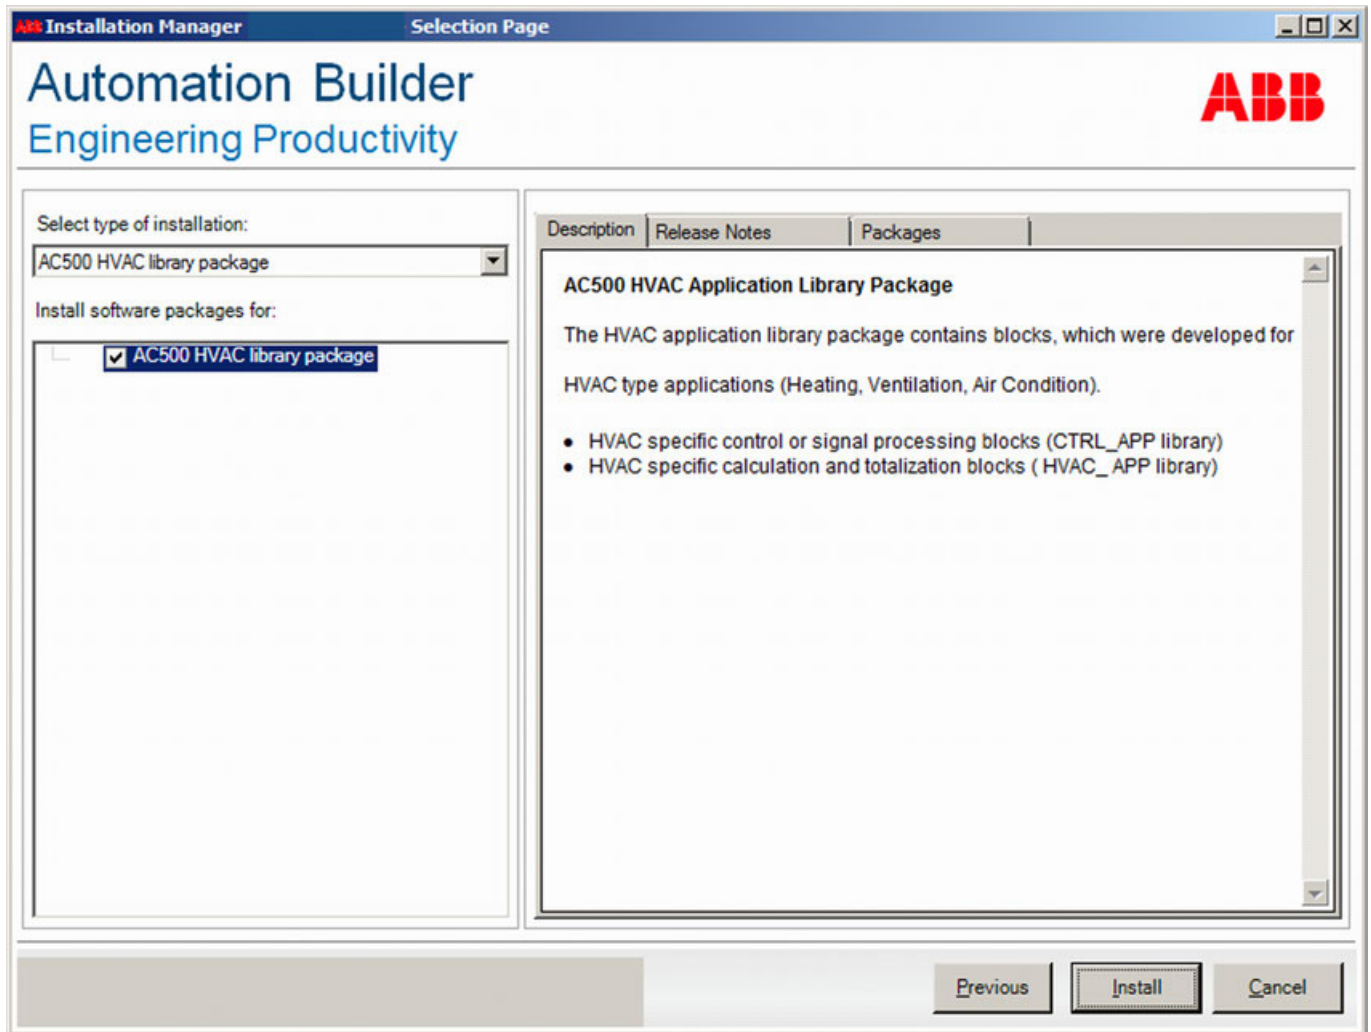 ABB Installation Manager Selection Page
Automation Builder
Engineering Productivity
ABB
Select type of installation:
AC500 HVAC library package
Install software packages for:
AC500 HVAC library package
Description Release Notes Packages
AC500 HVAC Application Library Package
The HVAC application library package contains blocks, which were developed for
HVAC type applications (Heating, Ventilation, Air Condition).
• HVAC specific control or signal processing blocks (CTRL_APP library)
• HVAC specific calculation and totalization blocks ( HVAC_ APP library)
Previous Install Cancel